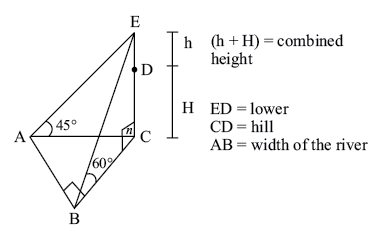 E
h
(h + H) = combined
height
D
H
ED = lower
CD = hill
AB = width of the river
A
45°
n
C
60°
B